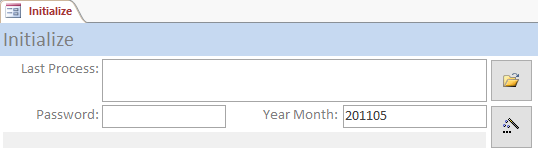 Initialize
Initialize
Last Process:
Password:
Year Month: 201105